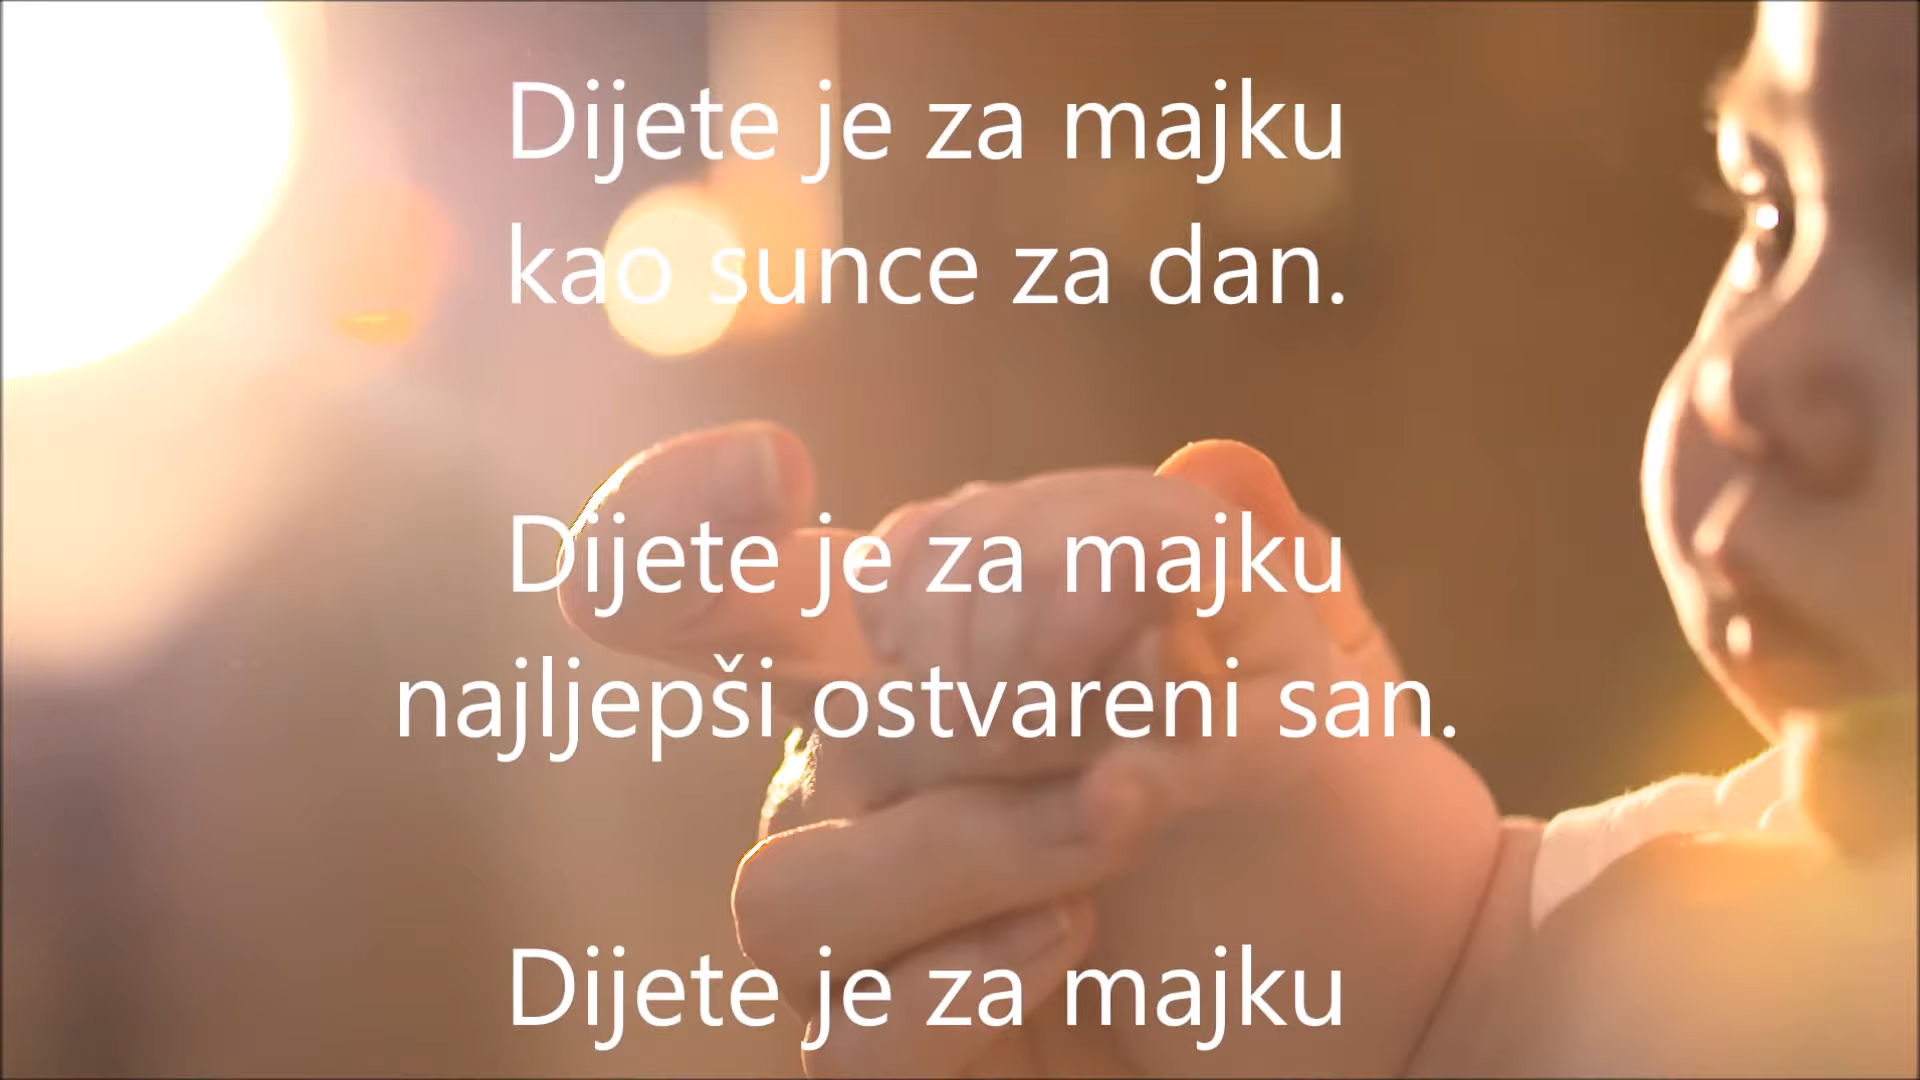 Dijete je za majku
kao sunce za dan.
Dijete je za majku
najljepši ostvareni san.
Dijete je za majku